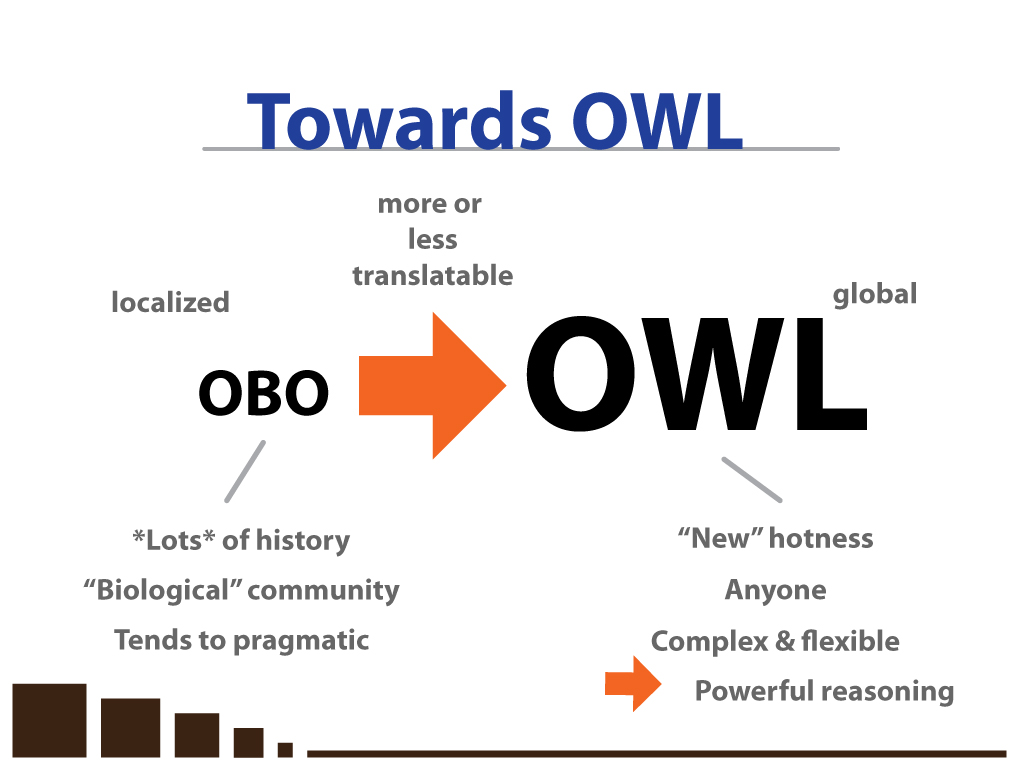 Towards OWL
more or
less
translatable
localized
global
OBO
OWL
*Lots* of history
“Biological” community
Tends to pragmatic
“New” hotness
Anyone
Complex & flexible
Powerful reasoning